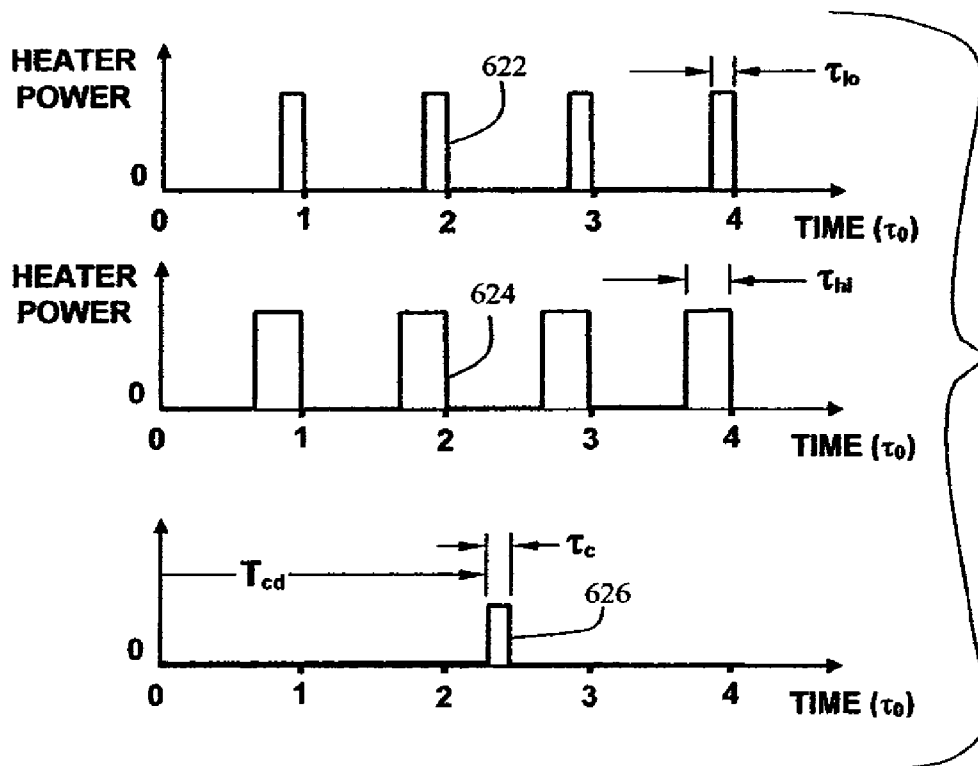 HEATER
POWER
622
τlo
0
0 1 2 3 4
TIME (τ0)
HEATER
POWER
624
τhi
0
0 1 2 3 4
TIME (τ0)
τc
Tcd
626
0
0 1 2 3 4
TIME (τ0)